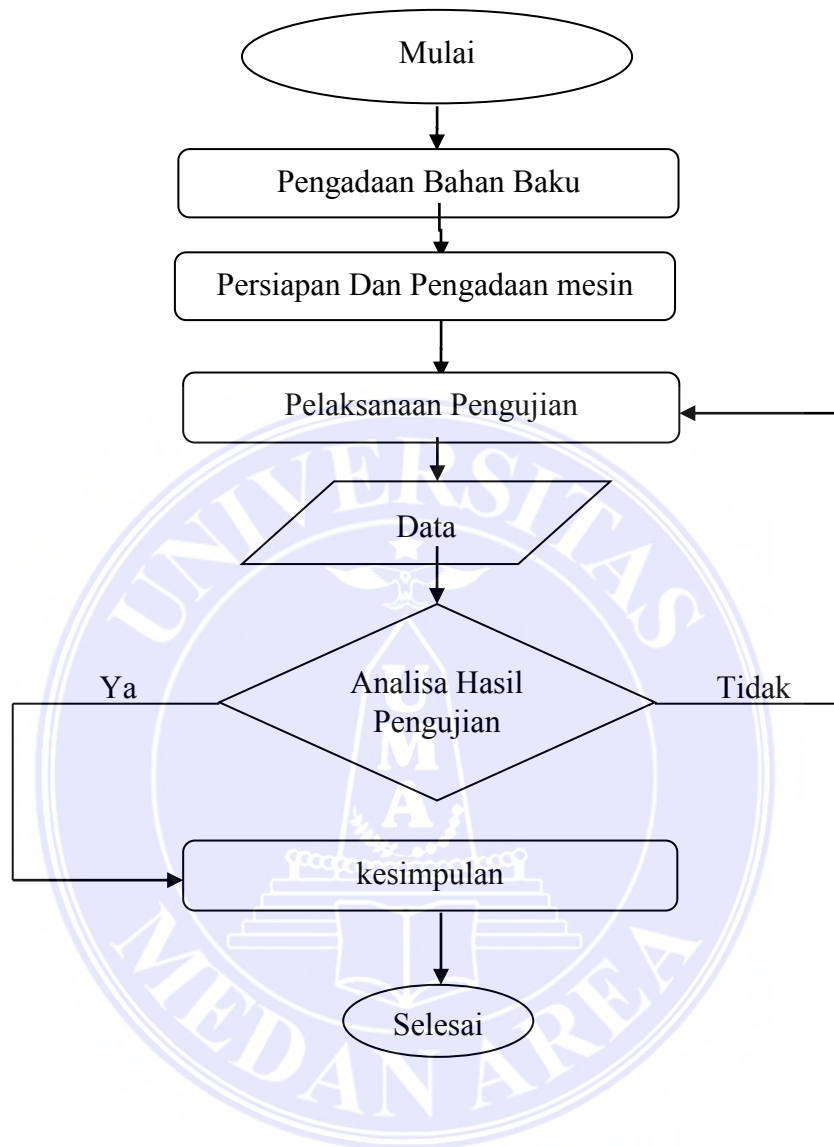 Mulai
Pengadaan Bahan Baku
Persiapan Dan Pengadaan mesin
Pelaksanaan Pengujian
Data
Ya
Analisa Hasil
Pengujian
Tidak
kesimpulan
Selesai
UNIVERSITAS
UMA
MEDAN AREA